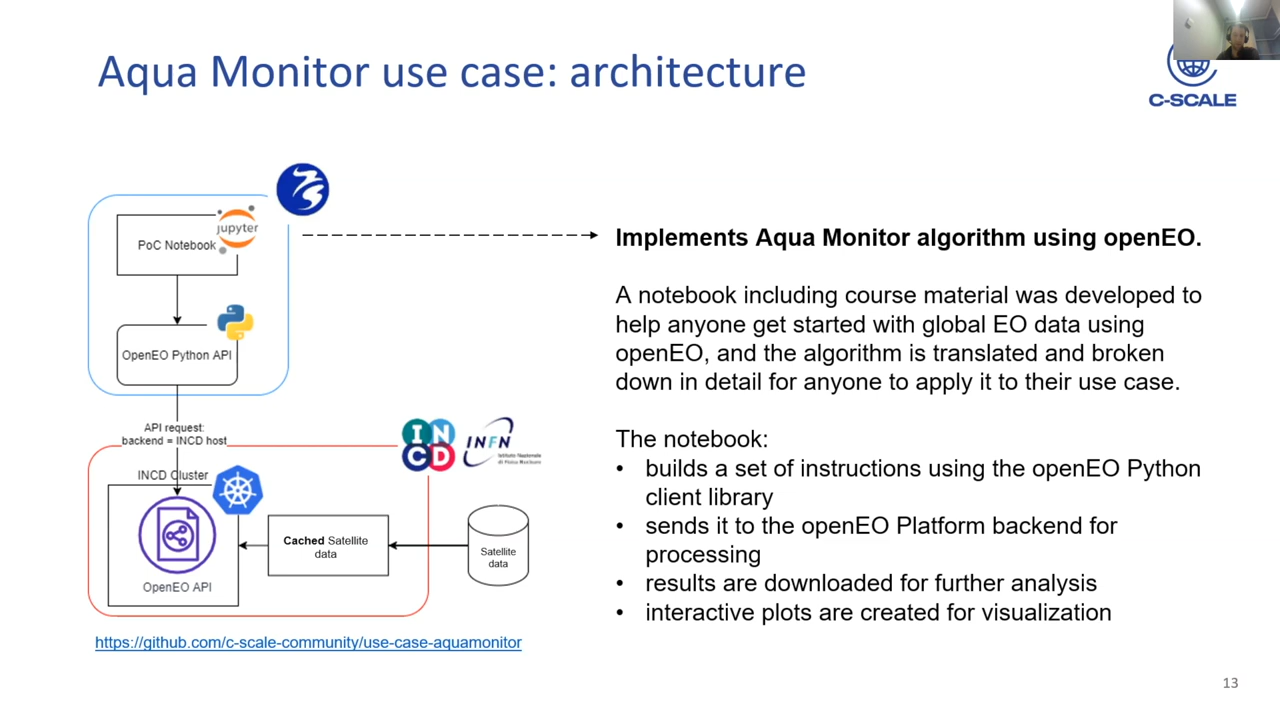 Aqua Monitor use case: architecture
C-SCALE
jupyter
PoC Notebook
OpenEO Python API
API request:
backend = INCD host
INCD
INFN
Istituto Nazionale
di Fisica Nucleare
INCD Cluster
OpenEO API
Cached Satellite
data
Satellite
data
https://github.com/c-scale-community/use-case-aquamonitor
Implements Aqua Monitor algorithm using openEO.
A notebook including course material was developed to
help anyone get started with global EO data using
openEO, and the algorithm is translated and broken
down in detail for anyone to apply it to their use case.
The notebook:
• builds a set of instructions using the openEO Python
client library
• sends it to the openEO Platform backend for
processing
• results are downloaded for further analysis
• interactive plots are created for visualization
13